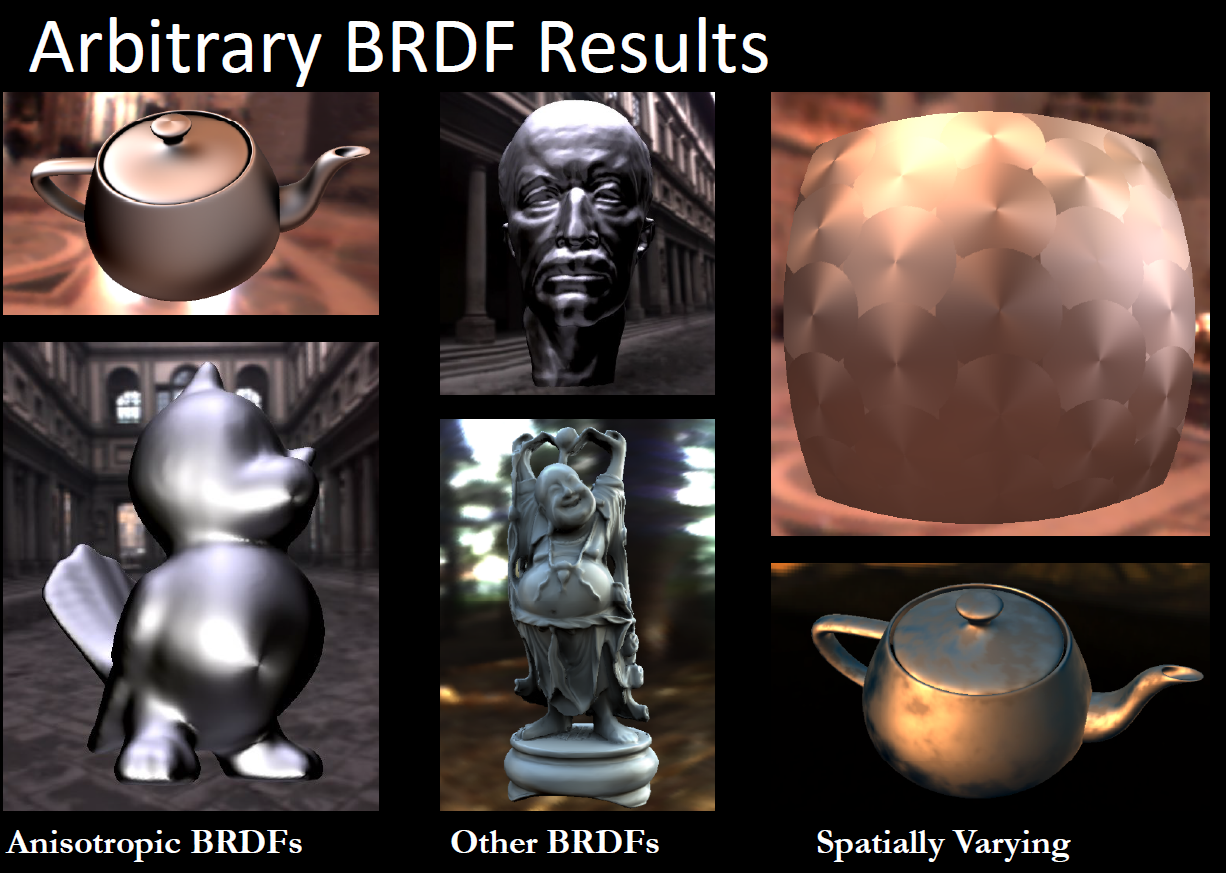 Arbitrary BRDF Results
Anisotropic BRDFs
Other BRDFs
Spatially Varying